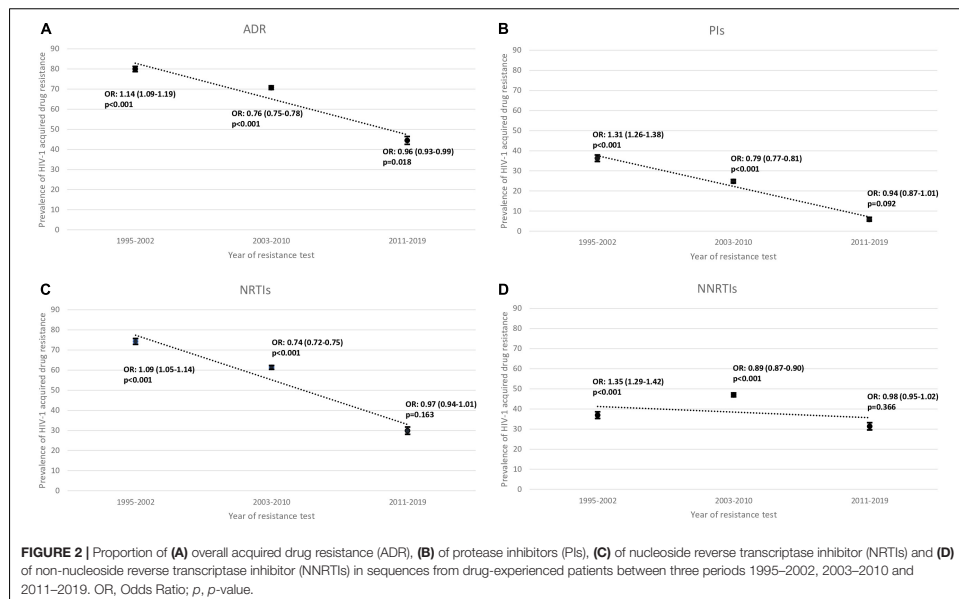 A
ADR
Prevalence of HIV-1 acquired drug resistance
90
80
70
60
50
40
30
20
10
0
OR: 1.14 (1.09-1.19)
p<0.001
OR: 0.76 (0.75-0.78)
p<0.001
OR: 0.96 (0.93-0.99)
p=0.018
1995-2002
2003-2010
2011-2019
Year of resistance test
B
PIs
Prevalence of HIV-1 acquired drug resistance
90
80
70
60
50
40
30
20
10
0
OR: 1.31 (1.26-1.38)
p<0.001
OR: 0.79 (0.77-0.81)
p<0.001
OR: 0.94 (0.87-1.01)
p=0.092
1995-2002
2003-2010
2011-2019
Year of resistance test
C
NRTIs
Prevalence of HIV-1 acquired drug resistance
90
80
70
60
50
40
30
20
10
0
OR: 1.09 (1.05-1.14)
p<0.001
OR: 0.74 (0.72-0.75)
p<0.001
OR: 0.97 (0.94-1.01)
p=0.163
1995-2002
2003-2010
2011-2019
Year of resistance test
D
NNRTIs
Prevalence of HIV-1 acquired drug resistance
90
80
70
60
50
40
30
20
10
0
OR: 1.35 (1.29-1.42)
p<0.001
OR: 0.89 (0.87-0.90)
p<0.001
OR: 0.98 (0.95-1.02)
p=0.366
1995-2002
2003-2010
2011-2019
Year of resistance test
FIGURE 2 | Proportion of (A) overall acquired drug resistance (ADR), (B) of protease inhibitors (PIs), (C) of nucleoside reverse transcriptase inhibitor (NRTIs) and (D)
of non-nucleoside reverse transcriptase inhibitor (NNRTIs) in sequences from drug-experienced patients between three periods 1995–2002, 2003–2010 and
2011–2019. OR, Odds Ratio; p, p-value.